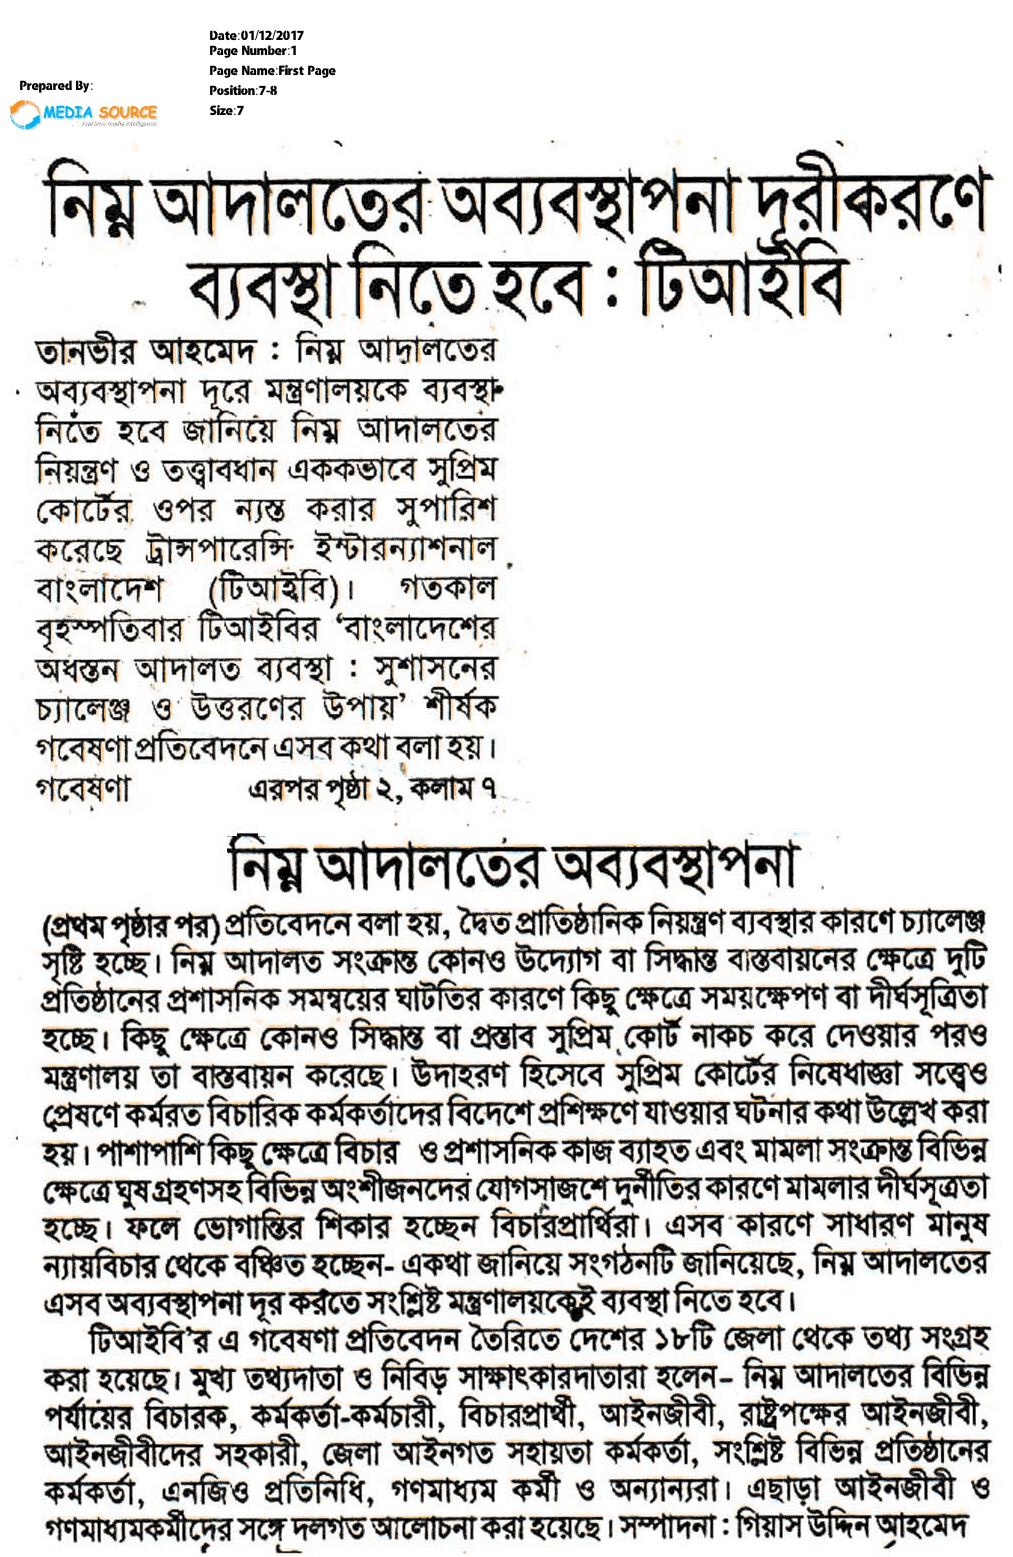 Date:01/12/2017
Page Number:1
Page Name:First Page
Prepared By:
Position:7-8
MEDIA SOURCE
Size:7
real time media intelligence
নিম্ন আদালতের অব্যবস্থাপনা দূরীকরণে
ব্যবস্থা নিতে হবে : টিআইবি
তানভীর আহমেদ : নিম্ন আদালতের
অব্যবস্থাপনা দূরে মন্ত্রণালয়কে ব্যবস্থা
নিতে হবে জানিয়ে নিম্ন আদালতের
নিয়ন্ত্রণ ও তত্ত্বাবধান এককভাবে সুপ্রিম
কোর্টের ওপর ন্যস্ত করার সুপারিশ
করেছে ট্রান্সপারেন্সি ইন্টারন্যাশনাল
বাংলাদেশ (টিআইবি)। গতকাল
বৃহস্পতিবার টিআইবির ‘বাংলাদেশের
অধস্তন আদালত ব্যবস্থা : সুশাসনের
চ্যালেঞ্জ ও উত্তরণের উপায়’ শীর্ষক
গবেষণা প্রতিবেদনে এসব কথা বলা হয়।
গবেষণা এরপর পৃষ্ঠা ২, কলাম ৭
নিম্ন আদালতের অব্যবস্থাপনা
(প্রথম পৃষ্ঠার পর) প্রতিবেদনে বলা হয়, দ্বৈত প্রাতিষ্ঠানিক নিয়ন্ত্রণ ব্যবস্থার কারণে চ্যালেঞ্জ
সৃষ্টি হচ্ছে। নিম্ন আদালত সংক্রান্ত কোনও উদ্যোগ বা সিদ্ধান্ত বাস্তবায়নের ক্ষেত্রে দুটি
প্রতিষ্ঠানের প্রশাসনিক সমন্বয়ের ঘাটতির কারণে কিছু ক্ষেত্রে সময়ক্ষেপণ বা দীর্ঘসূত্রিতা
হচ্ছে। কিছু ক্ষেত্রে কোনও সিদ্ধান্ত বা প্রস্তাব সুপ্রিম কোর্ট নাকচ করে দেওয়ার পরও
মন্ত্রণালয় তা বাস্তবায়ন করেছে। উদাহরণ হিসেবে সুপ্রিম কোর্টের নিষেধাজ্ঞা সত্ত্বেও
প্রেষণে কর্মরত বিচারিক কর্মকর্তাদের বিদেশে প্রশিক্ষণে যাওয়ার ঘটনার কথা উল্লেখ করা
হয়। পাশাপাশি কিছু ক্ষেত্রে বিচার ও প্রশাসনিক কাজ ব্যাহত এবং মামলা সংক্রান্ত বিভিন্ন
ক্ষেত্রে ঘুষ গ্রহণসহ বিভিন্ন অংশীজনদের যোগসাজশে দুর্নীতির কারণে মামলার দীর্ঘসূত্রতা
হচ্ছে। ফলে ভোগান্তির শিকার হচ্ছেন বিচারপ্রার্থিরা। এসব কারণে সাধারণ মানুষ
ন্যায়বিচার থেকে বঞ্চিত হচ্ছেন- একথা জানিয়ে সংগঠনটি জানিয়েছে, নিম্ন আদালতের
এসব অব্যবস্থাপনা দূর করতে সংশ্লিষ্ট মন্ত্রণালয়কেই ব্যবস্থা নিতে হবে।
টিআইবি’র এ গবেষণা প্রতিবেদন তৈরিতে দেশের ১৮টি জেলা থেকে তথ্য সংগ্রহ
করা হয়েছে। মুখ্য তথ্যদাতা ও নিবিড় সাক্ষাৎকারদাতারা হলেন- নিম্ন আদালতের বিভিন্ন
পর্যায়ের বিচারক, কর্মকর্তা-কর্মচারী, বিচারপ্রার্থী, আইনজীবী, রাষ্ট্রপক্ষের আইনজীবী,
আইনজীবীদের সহকারী, জেলা আইনগত সহায়তা কর্মকর্তা, সংশ্লিষ্ট বিভিন্ন প্রতিষ্ঠানের
কর্মকর্তা, এনজিও প্রতিনিধি, গণমাধ্যম কর্মী ও অন্যান্যরা। এছাড়া আইনজীবী ও
গণমাধ্যমকর্মীদের সঙ্গে দলগত আলোচনা করা হয়েছে। সম্পাদনা : গিয়াস উদ্দিন আহমেদ